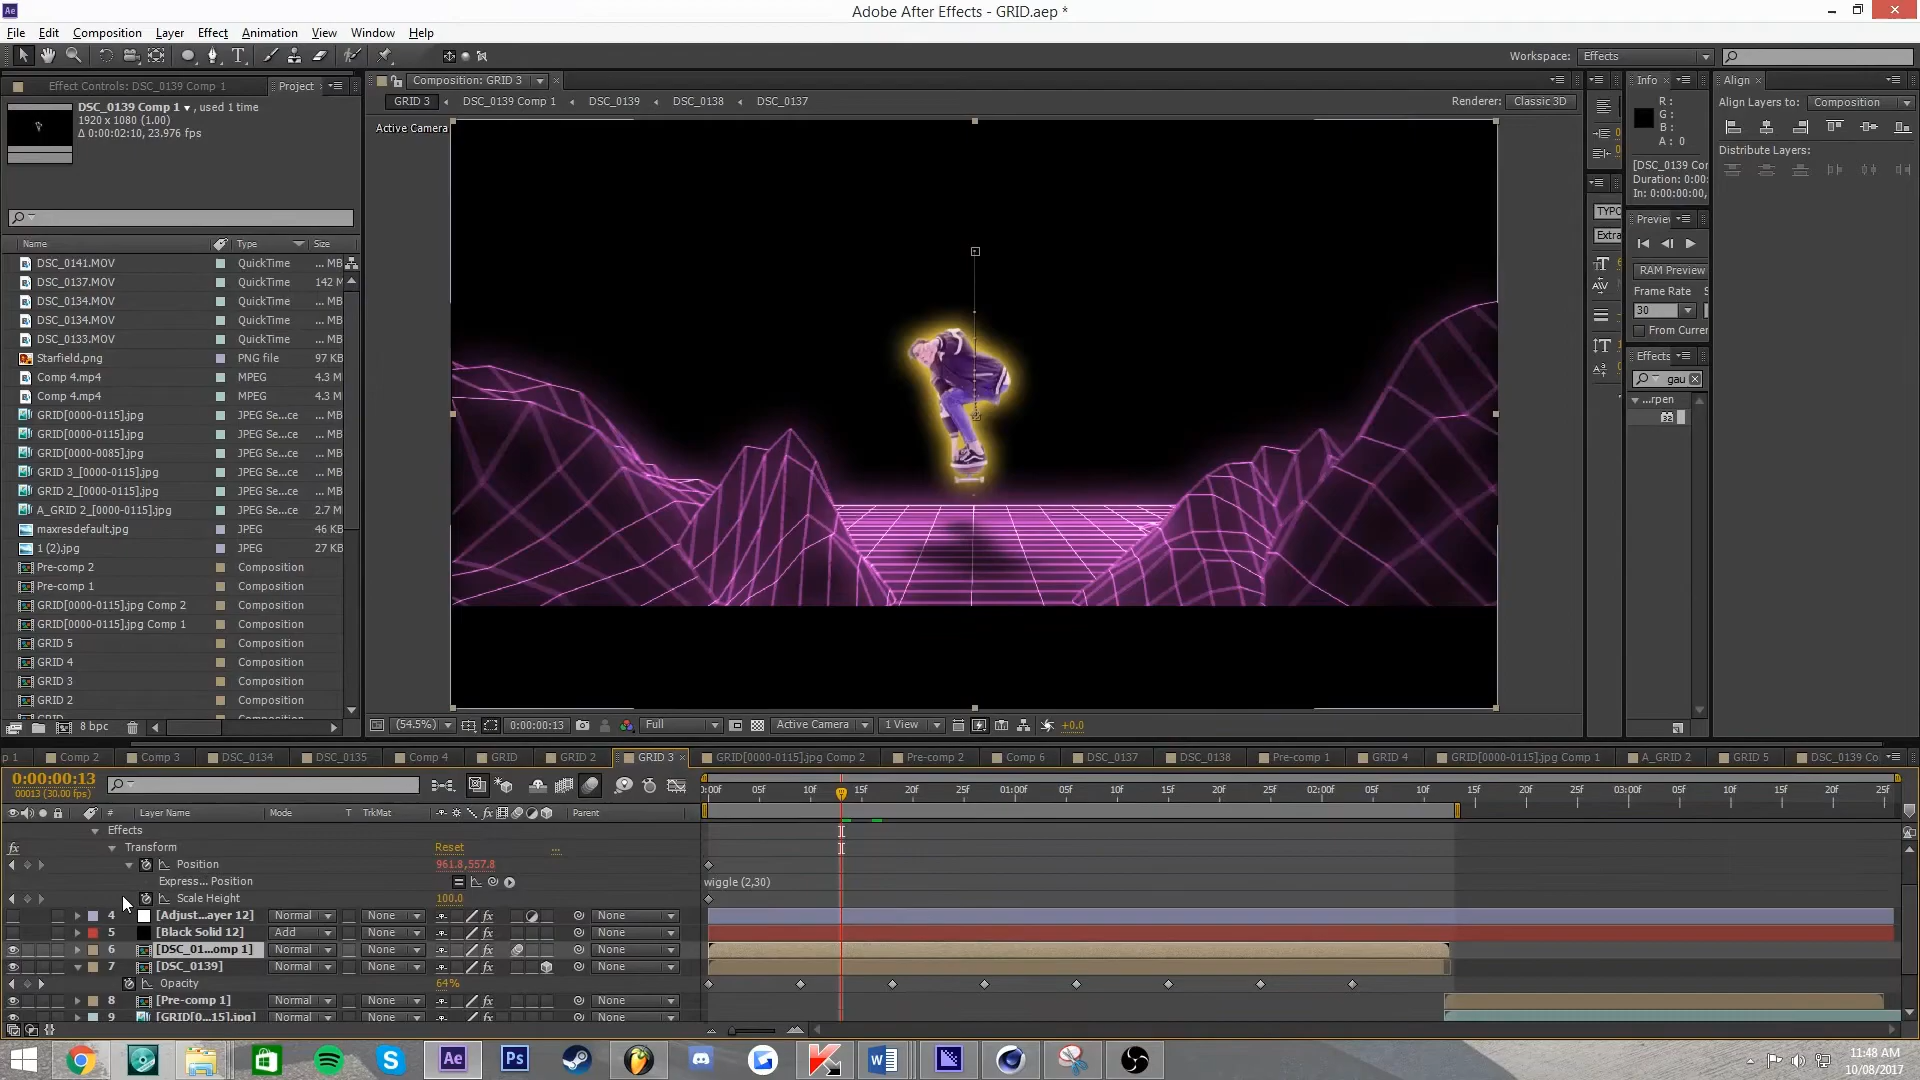 Adobe After Effects - GRID.aep *
File Edit Composition Layer Effect Animation View Window Help
Workspace: Effects
Effect Controls: DSC_0139 Comp 1 Project
DSC_0139 Comp 1 , used 1 time
1920 x 1080 (1.00)
Δ 0:00:02:10, 23.976 fps
Name Type Size
DSC_0141.MOV QuickTime ... MB
DSC_0137.MOV QuickTime 142 M
DSC_0134.MOV QuickTime ... MB
DSC_0134.MOV QuickTime ... MB
DSC_0133.MOV QuickTime ... MB
Starfield.png PNG file 97 KB
Comp 4.mp4 MPEG 4.3 M
Comp 4.mp4 MPEG 4.3 M
GRID[0000-0115].jpg JPEG Se...ce ... MB
GRID[0000-0115].jpg JPEG Se...ce ... MB
GRID[0000-0085].jpg JPEG Se...ce ... MB
GRID 3_[0000-0115].jpg JPEG Se...ce ... MB
GRID 2_[0000-0115].jpg JPEG Se...ce ... MB
A_GRID 2_[0000-0115].jpg JPEG Se...ce 2.7 M
maxresdefault.jpg JPEG 46 KB
1 (2).jpg JPEG 27 KB
Pre-comp 2 Composition
Pre-comp 1 Composition
GRID[0000-0115].jpg Comp 2 Composition
GRID[0000-0115].jpg Comp 1 Composition
GRID 5 Composition
GRID 4 Composition
GRID 3 Composition
GRID 2 Composition
8 bpc
Composition: GRID 3
GRID 3 DSC_0139 Comp 1 DSC_0139 DSC_0138 DSC_0137
Renderer: Classic 3D
Active Camera
(54.5%) 0:00:00:13 Full Active Camera 1 View +0.0
Info
R :
G :
B :
A : 0
[DSC_0139 Cor
Duration: 0:00:
In: 0:00:00:00,
TYPO
Extra
Preview
RAM Preview
Frame Rate S
30
From Curren
Effects
gau
...rpen
32
Align
Align Layers to: Composition
Distribute Layers:
p 1 Comp 2 Comp 3 DSC_0134 DSC_0135 Comp 4 GRID GRID 2 GRID 3 GRID[0000-0115].jpg Comp 2 Pre-comp 2 Comp 6 DSC_0137 DSC_0138 Pre-comp 1 GRID 4 GRID[0000-0115].jpg Comp 1 A_GRID 2 GRID 5 DSC_0139 Co
0:00:00:13
00013 (30.00 fps)
0:00F 05f 10f 15f 20f 25f 01:00f 05f 10f 15f 20f 25f 02:00f 05f 10f 15f 20f 25f 03:00f 05f 10f 15f 20f 25f
# Layer Name Mode T TrkMat Parent
Effects
Transform Reset ...
Position 961.8,557.8
Express... Position wiggle (2,30)
Scale Height 100.0
4 [Adjust...ayer 12] Normal None None
5 [Black Solid 12] Add None None
6 [DSC_01...omp 1] Normal None None
7 [DSC_0139] Normal None None
Opacity 64%
8 [Pre-comp 1] Normal None None
9 [GRID[0...15].jpg] Normal None None
Ae Ps W
11:48 AM
10/08/2017